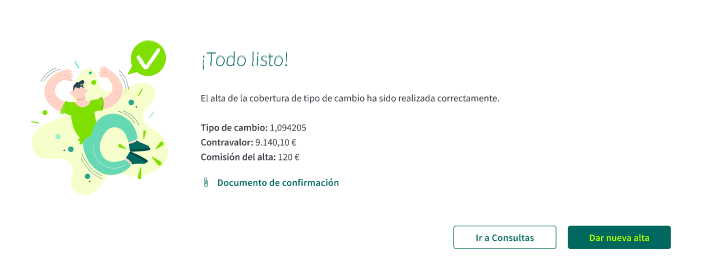 ¡Todo listo!
El alta de la cobertura de tipo de cambio ha sido realizada correctamente.
Tipo de cambio: 1,094205
Contravalor: 9.140,10 €
Comisión del alta: 120 €
Documento de confirmación
Ir a Consultas
Dar nueva alta